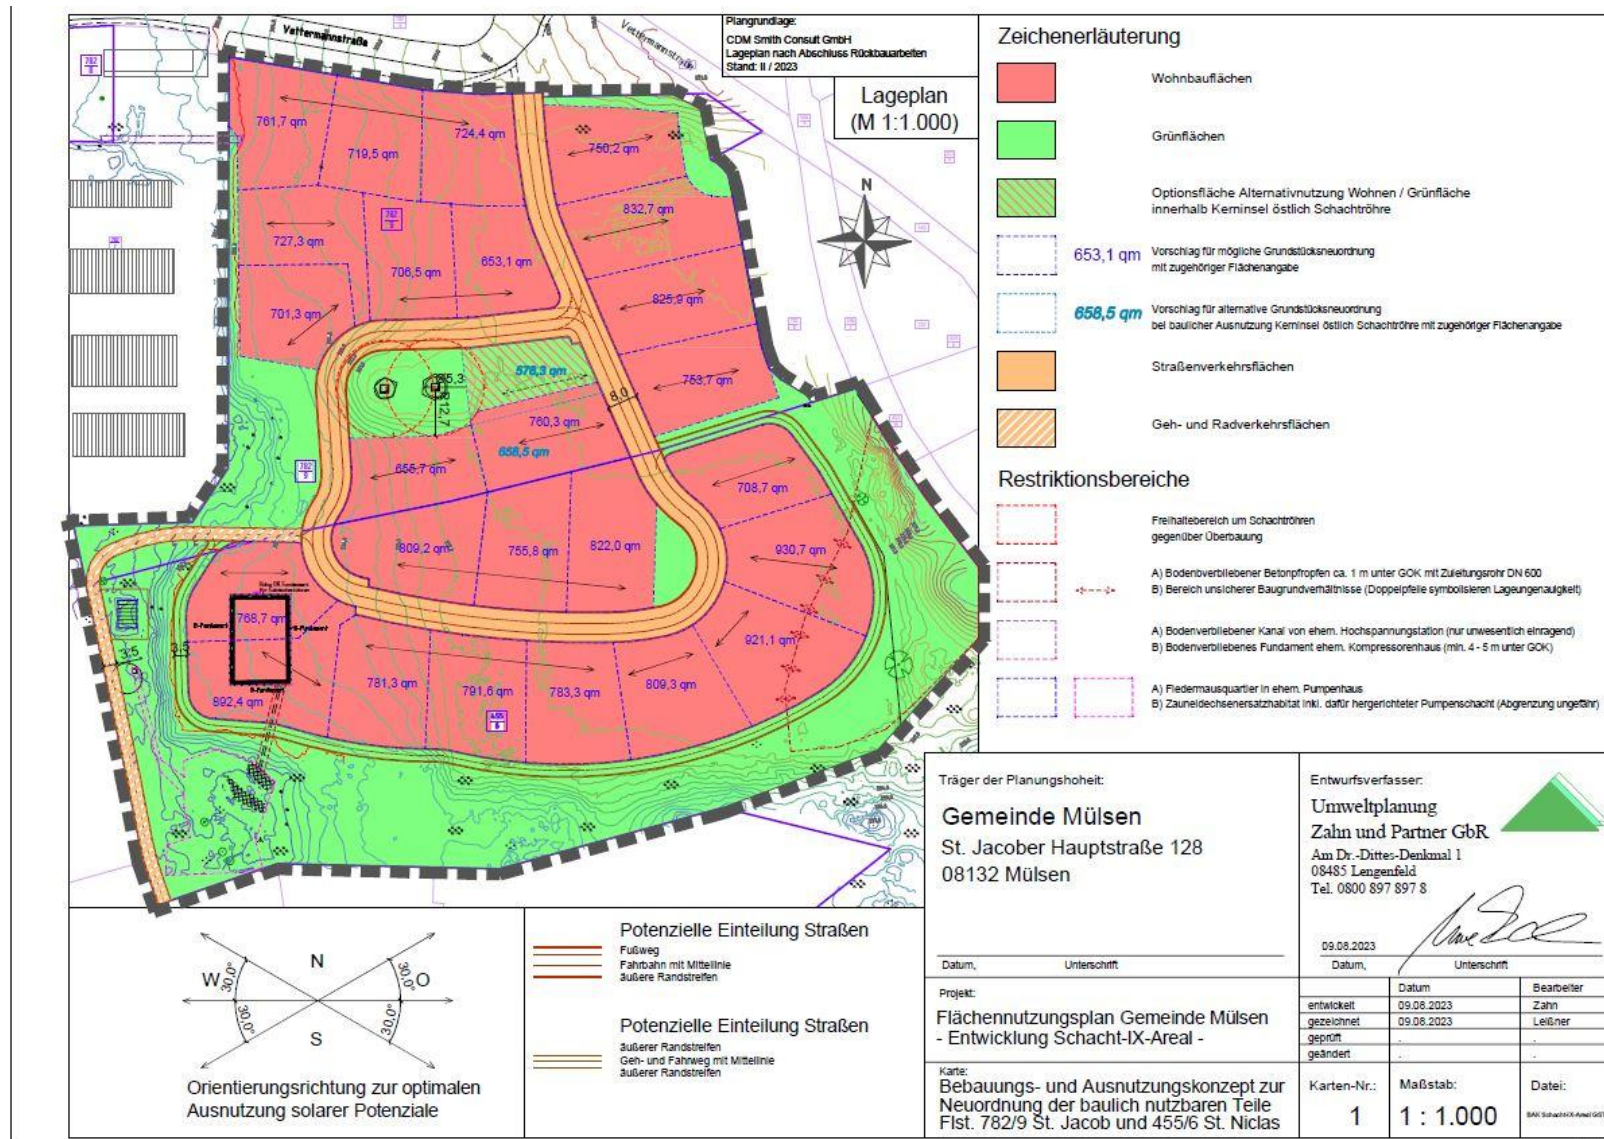 Vettermannstraße
Vettermannstraße
Plangrundlage:
CDM Smith Consult GmbH
Lageplan nach Abschluss Rückbauarbeiten
Stand: II / 2023
Lageplan
(M 1:1.000)
N
761,7 qm
719,5 qm
724,4 qm
750,2 qm
832,7 qm
727,3 qm
706,5 qm
653,1 qm
825,9 qm
701,3 qm
753,7 qm
578,3 qm
760,3 qm
658,5 qm
655,7 qm
708,7 qm
809,2 qm
755,8 qm
822,0 qm
930,7 qm
768,7 qm
921,1 qm
781,3 qm
791,6 qm
783,3 qm
809,3 qm
892,4 qm
8,0
12,7
3,5
3,5
782
9
455
6
Zeichenerläuterung
Wohnbauflächen
Grünflächen
Optionsfläche Alternativnutzung Wohnen / Grünfläche
innerhalb Kerninsel östlich Schachtröhre
653,1 qm
Vorschlag für mögliche Grundstücksneuordnung
mit zugehöriger Flächenangabe
658,5 qm
Vorschlag für alternative Grundstücksneuordnung
bei baulicher Ausnutzung Kerninsel östlich Schachtröhre mit zugehöriger Flächenangabe
Straßenverkehrsflächen
Geh- und Radverkehrsflächen
Restriktionsbereiche
Freihaltebereich um Schachtröhren
gegenüber Überbauung
A) Bodenverbliebener Betonpfropfen ca. 1 m unter GOK mit Zuleitungsrohr DN 600
B) Bereich unsicherer Baugrundverhältnisse (Doppelpfeile symbolisieren Lageungenauigkeit)
A) Bodenverbliebener Kanal von ehem. Hochspannungstation (nur unwesentlich einragend)
B) Bodenverbliebenes Fundament ehem. Kompressorenhaus (min. 4 - 5 m unter GOK)
A) Fledermausquartier in ehem. Pumpenhaus
B) Zauneidechsenersatzhabitat inkl. dafür hergerichteter Pumpenschacht (Abgrenzung ungefähr)
Träger der Planungshoheit:
Gemeinde Mülsen
St. Jacober Hauptstraße 128
08132 Mülsen
Datum, Unterschrift
Entwurfsverfasser:
Umweltplanung
Zahn und Partner GbR
Am Dr.-Dittes-Denkmal 1
08485 Lengenfeld
Tel. 0800 897 897 8
09.08.2023
Datum, Unterschrift
Projekt:
Flächennutzungsplan Gemeinde Mülsen
- Entwicklung Schacht-IX-Areal -
Karte:
Bebauungs- und Ausnutzungskonzept zur
Neuordnung der baulich nutzbaren Teile
Flst. 782/9 St. Jacob und 455/6 St. Niclas
Datum Bearbeiter
entwickelt 09.08.2023 Zahn
gezeichnet 09.08.2023 Leißner
geprüft . .
geändert . .
Karten-Nr.: Maßstab: Datei:
1 1 : 1.000
N
W O
S
30,0°
30,0°
30,0°
30,0°
Orientierungsrichtung zur optimalen
Ausnutzung solarer Potenziale
Potenzielle Einteilung Straßen
Fußweg
Fahrbahn mit Mittellinie
äußere Randstreifen
Potenzielle Einteilung Straßen
äußerer Randstreifen
Geh- und Fahrweg mit Mittellinie
äußerer Randstreifen